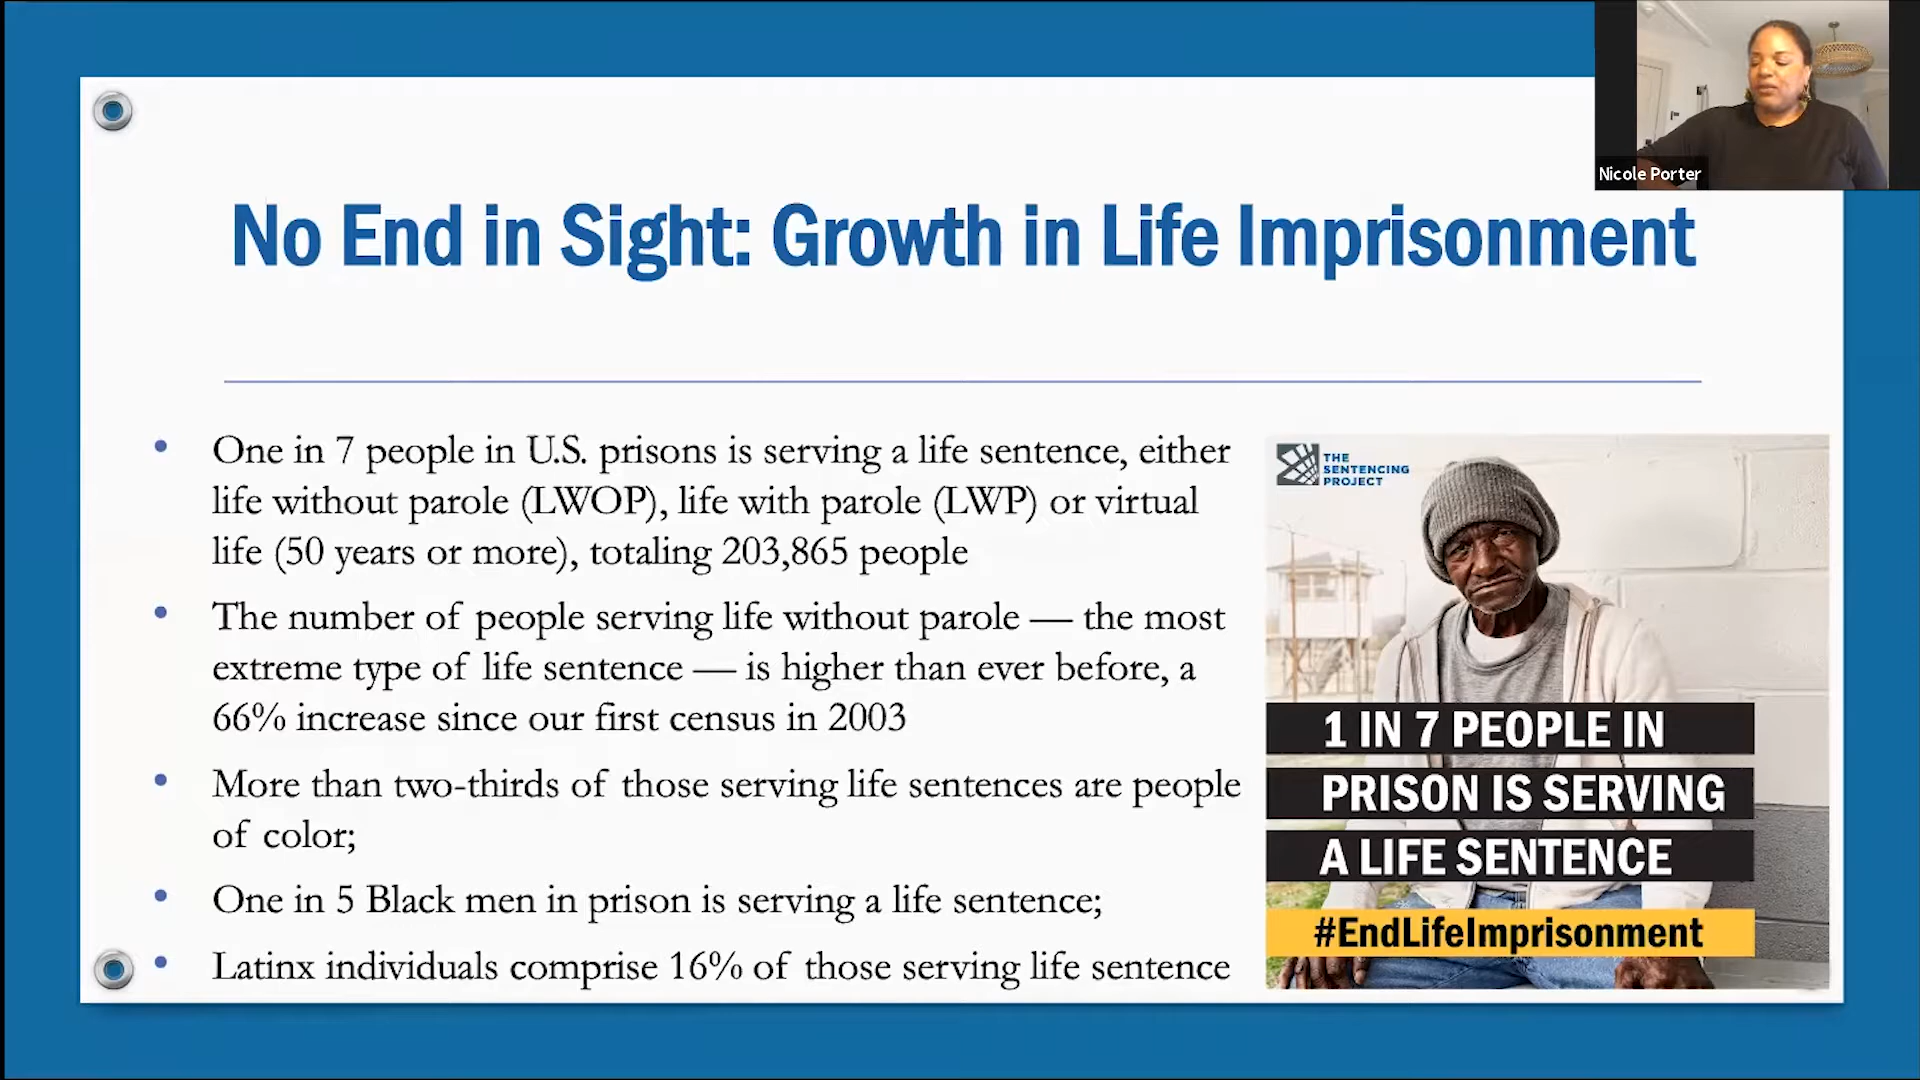 Nicole Porter
No End in Sight: Growth in Life Imprisonment
• One in 7 people in U.S. prisons is serving a life sentence, either
life without parole (LWOP), life with parole (LWP) or virtual
life (50 years or more), totaling 203,865 people
• The number of people serving life without parole — the most
extreme type of life sentence — is higher than ever before, a
66% increase since our first census in 2003
• More than two-thirds of those serving life sentences are people
of color;
• One in 5 Black men in prison is serving a life sentence;
• Latinx individuals comprise 16% of those serving life sentence
THE
SENTENCING
PROJECT
1 IN 7 PEOPLE IN
PRISON IS SERVING
A LIFE SENTENCE
#EndLifeImprisonment